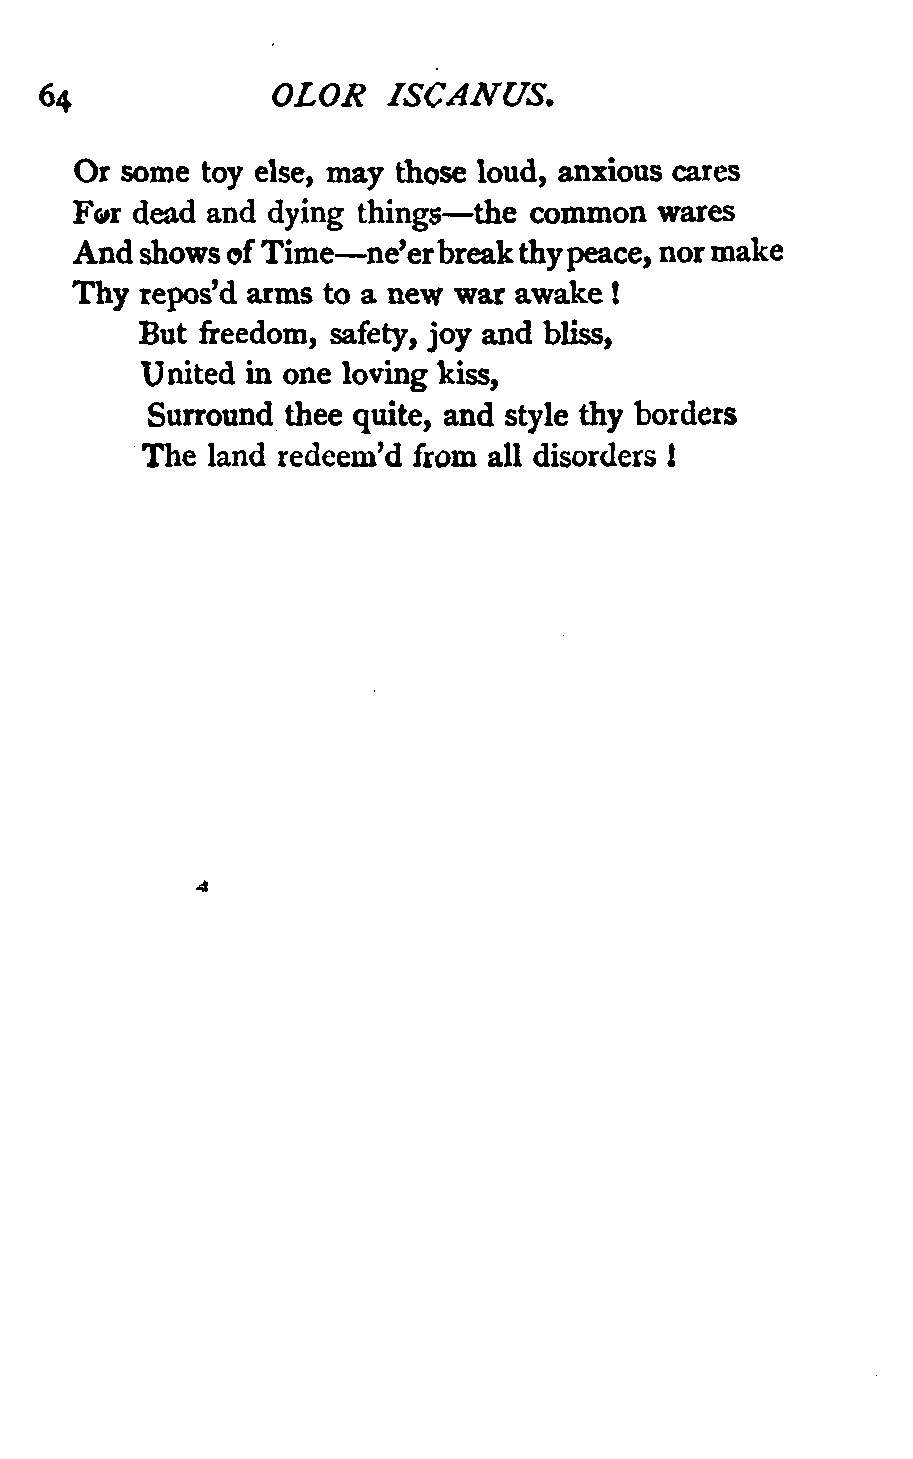 64 OLOR ISCANUS.
Or some toy else, may those loud, anxious cares
For dead and dying things—the common wares
And shows of Time—ne'er break thy peace, nor make
Thy repos'd arms to a new war awake !
But freedom, safety, joy and bliss,
United in one loving kiss,
Surround thee quite, and style thy borders
The land redeem'd from all disorders !